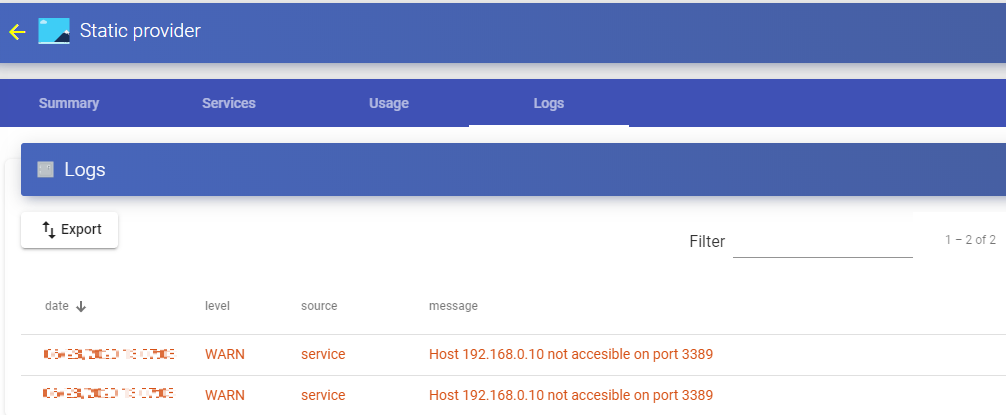 Static provider
Summary Services Usage Logs
Logs
Export
Filter 1 – 2 of 2
date level source message
WARN service Host 192.168.0.10 not accesible on port 3389
WARN service Host 192.168.0.10 not accesible on port 3389